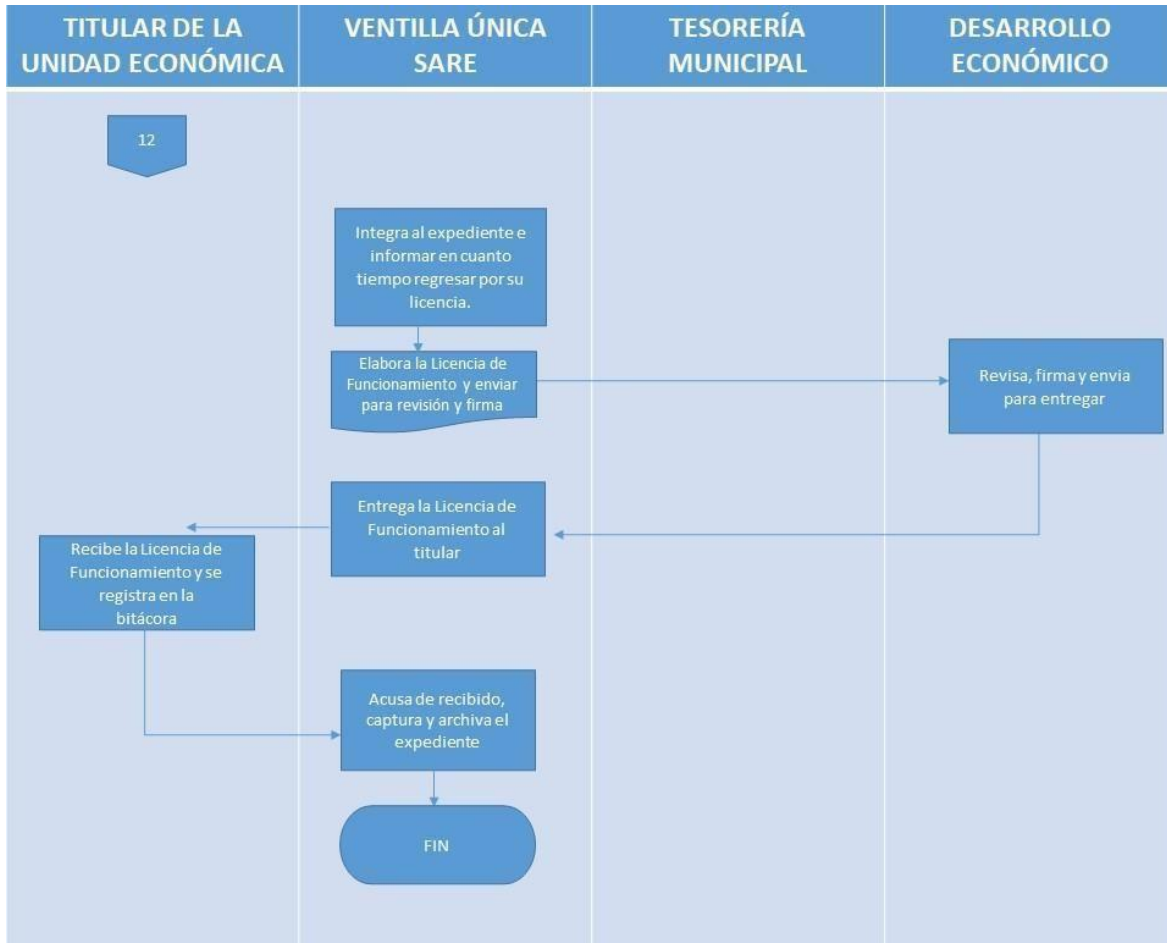 TITULAR DE LA
UNIDAD ECONÓMICA
VENTILLA ÚNICA
SARE
TESORERÍA
MUNICIPAL
DESARROLLO
ECONÓMICO
12
Integra al expediente e
informar en cuanto
tiempo regresar por su
licencia.
Elabora la Licencia de
Funcionamiento y enviar
para revisión y firma
Revisa, firma y envia
para entregar
Entrega la Licencia de
Funcionamiento al
titular
Recibe la Licencia de
Funcionamiento y se
registra en la
bitácora
Acusa de recibido,
captura y archiva el
expediente
FIN